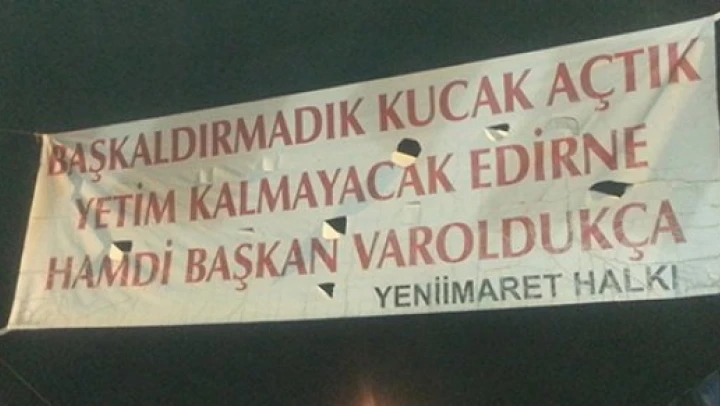 BAŞKALDIRMADIK KUCAK AÇTIK
YETİM KALMAYACAK EDİRNE
HAMDİ BAŞKAN VAROLDUKÇA
YENİİMARET HALKI